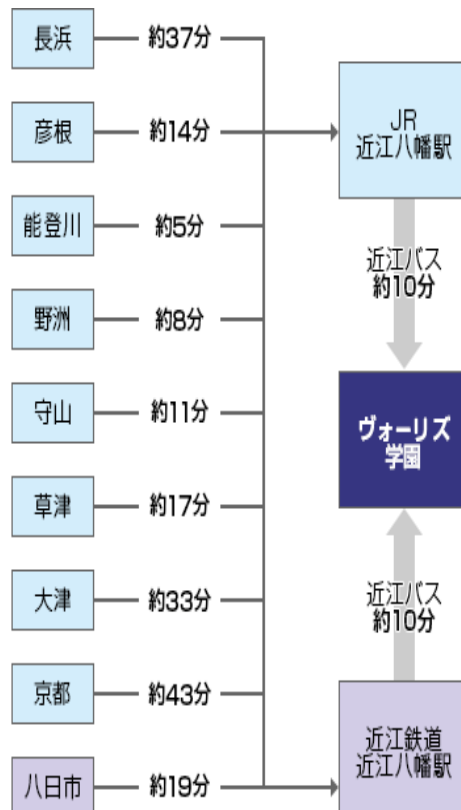 長浜 約37分
彦根 約14分
能登川 約5分
野洲 約8分
守山 約11分
草津 約17分
大津 約33分
京都 約43分
八日市 約19分
JR
近江八幡駅
近江バス
約10分
ヴォーリズ
学園
近江バス
約10分
近江鉄道
近江八幡駅